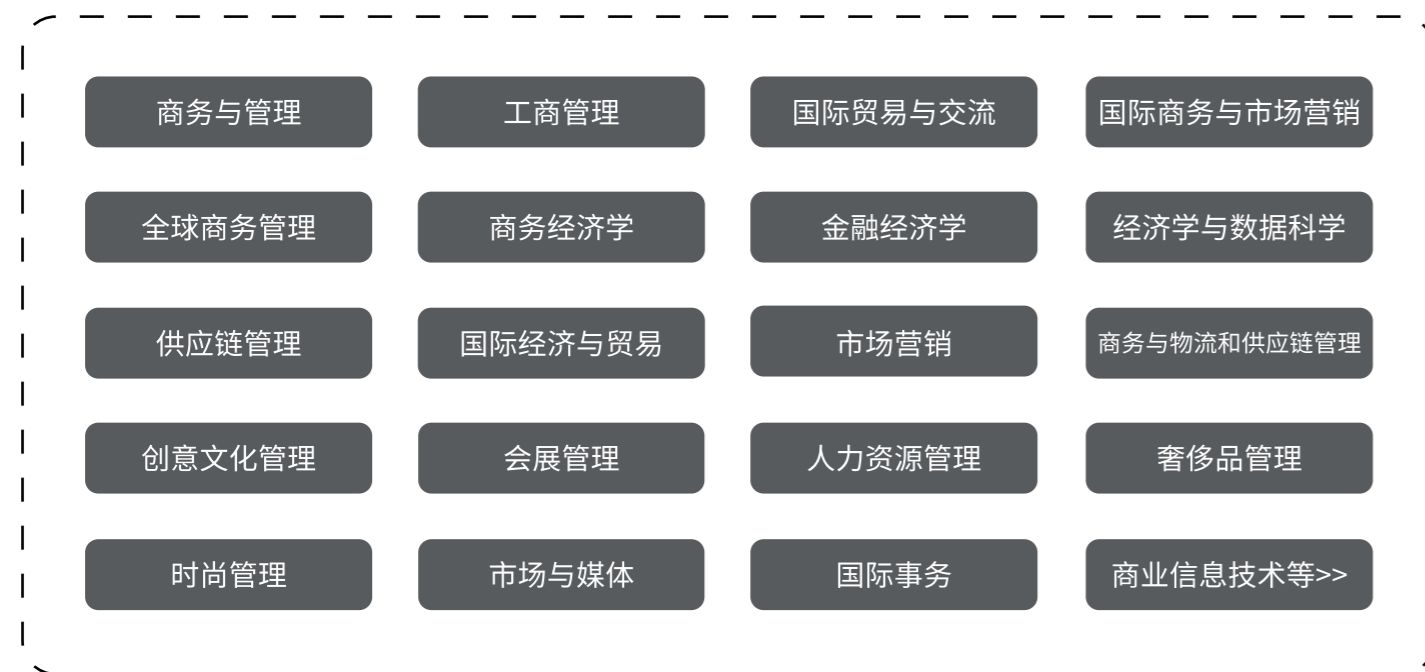 商务与管理
工商管理
国际贸易与交流
国际商务与市场营销
全球商务管理
商务经济学
金融经济学
经济学与数据科学
供应链管理
国际经济与贸易
市场营销
商务与物流和供应链管理
创意文化管理
会展管理
人力资源管理
奢侈品管理
时尚管理
市场与媒体
国际事务
商业信息技术等>>